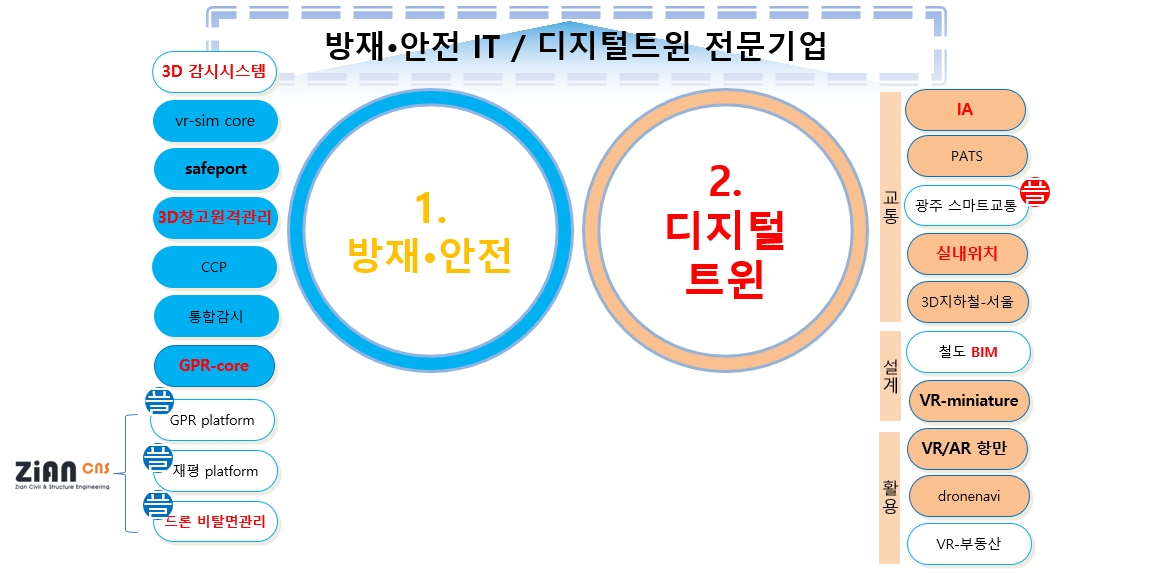 방재•안전 IT / 디지털트윈 전문기업
3D 감시시스템
vr-sim core
safeport
3D창고원격관리
CCP
통합감시
GPR-core
GPR platform
재평 platform
드론 비탈면관리
ZiAN CNS
Zian Civil & Structure Engineering
1.
방재•안전
2.
디지털
트윈
교통
IA
PATS
광주 스마트교통
실내위치
3D지하철-서울
설계
철도 BIM
VR-miniature
활용
VR/AR 항만
dronenavi
VR-부동산